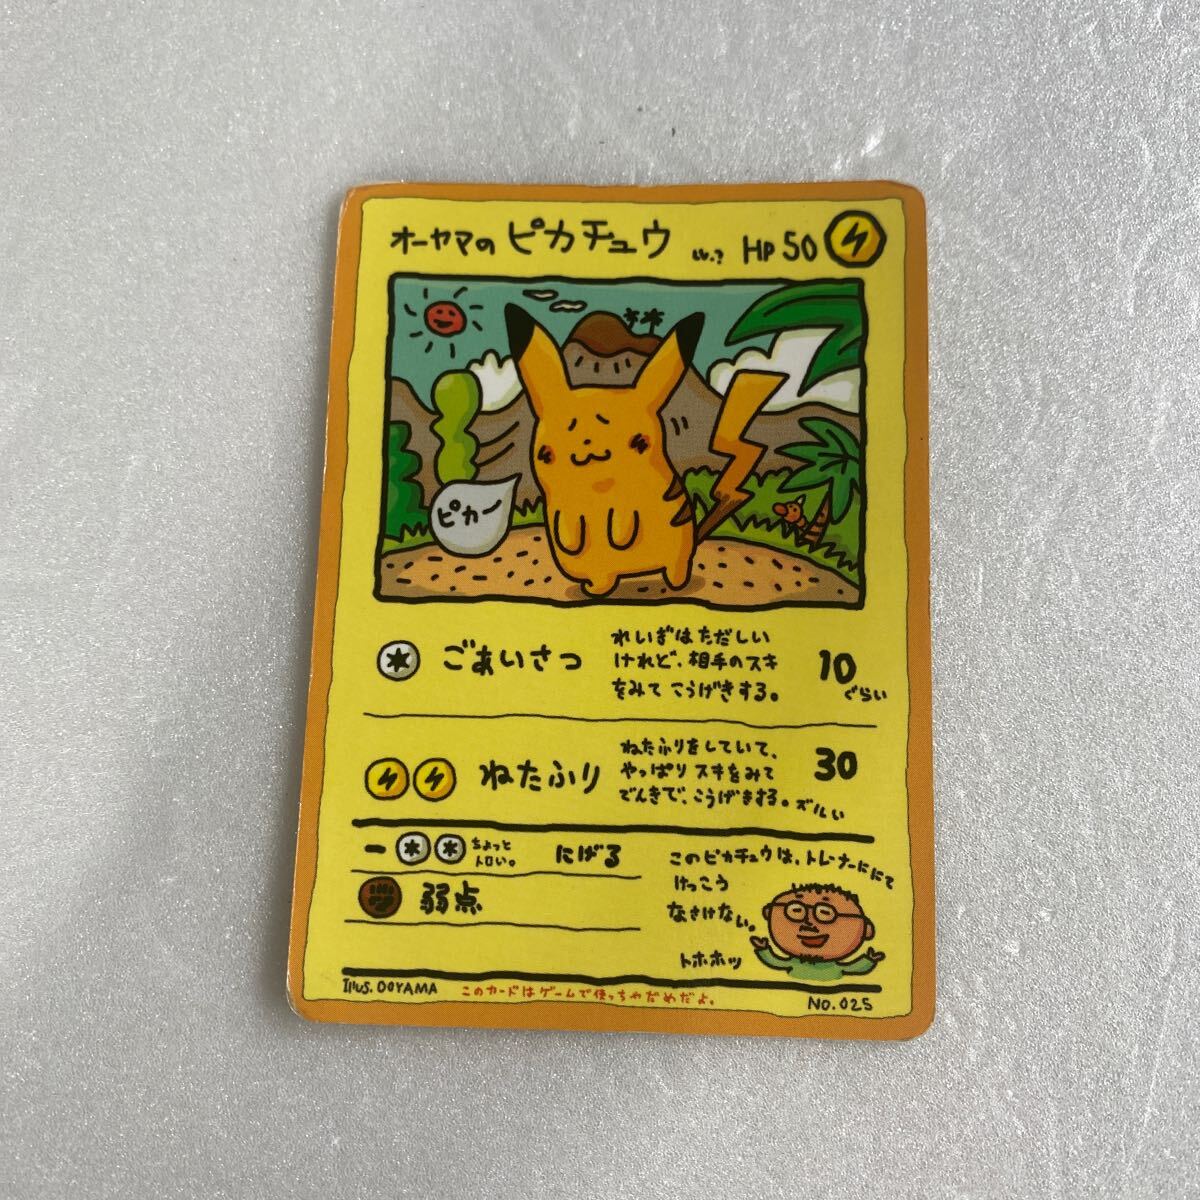 オーヤマの ピカチュウ LV.? HP 50
ピカー
ごあいさつ
れいぎはただしい
けれど、相手のスキ
をみて こうげきする。
10
ぐらい
ねたふり
ねたふりをしていて、
やっぱりスキをみて
でんきで、こうげきする。ズルい
30
ー
ちょっと
トロい。
にげる
弱点
このピカチュウは、トレーナーににて
けっこう
なさけない。
トホホッ
Illus. OOYAMA
このカードはゲームで使っちゃだめだよ。
NO. 025